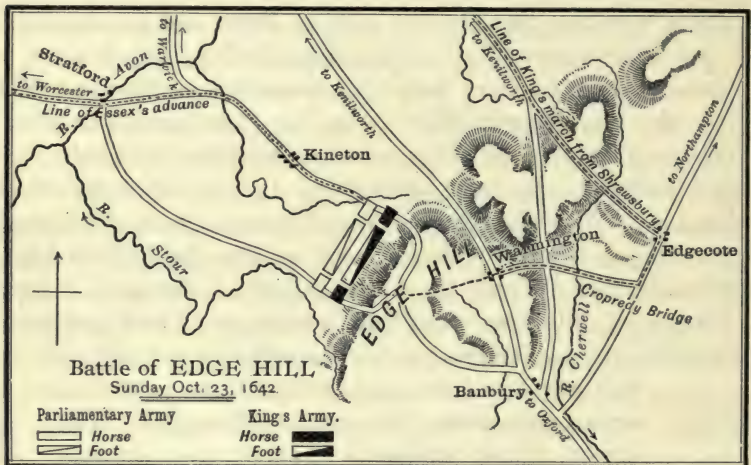 Stratford
R. Avon
to Warwick
to Worcester
Line of Essex's advance
Kineton
to Kenilworth
to Kenilworth
Line of King's march from Shrewsbury
to Northampton
R. Stour
EDGE HILL
Warmington
Edgecote
Cropredy Bridge
R. Cherwell
Banbury
to Oxford
Battle of EDGE HILL
Sunday Oct. 23, 1642.
Parliamentary Army
Horse
Foot
King's Army.
Horse
Foot